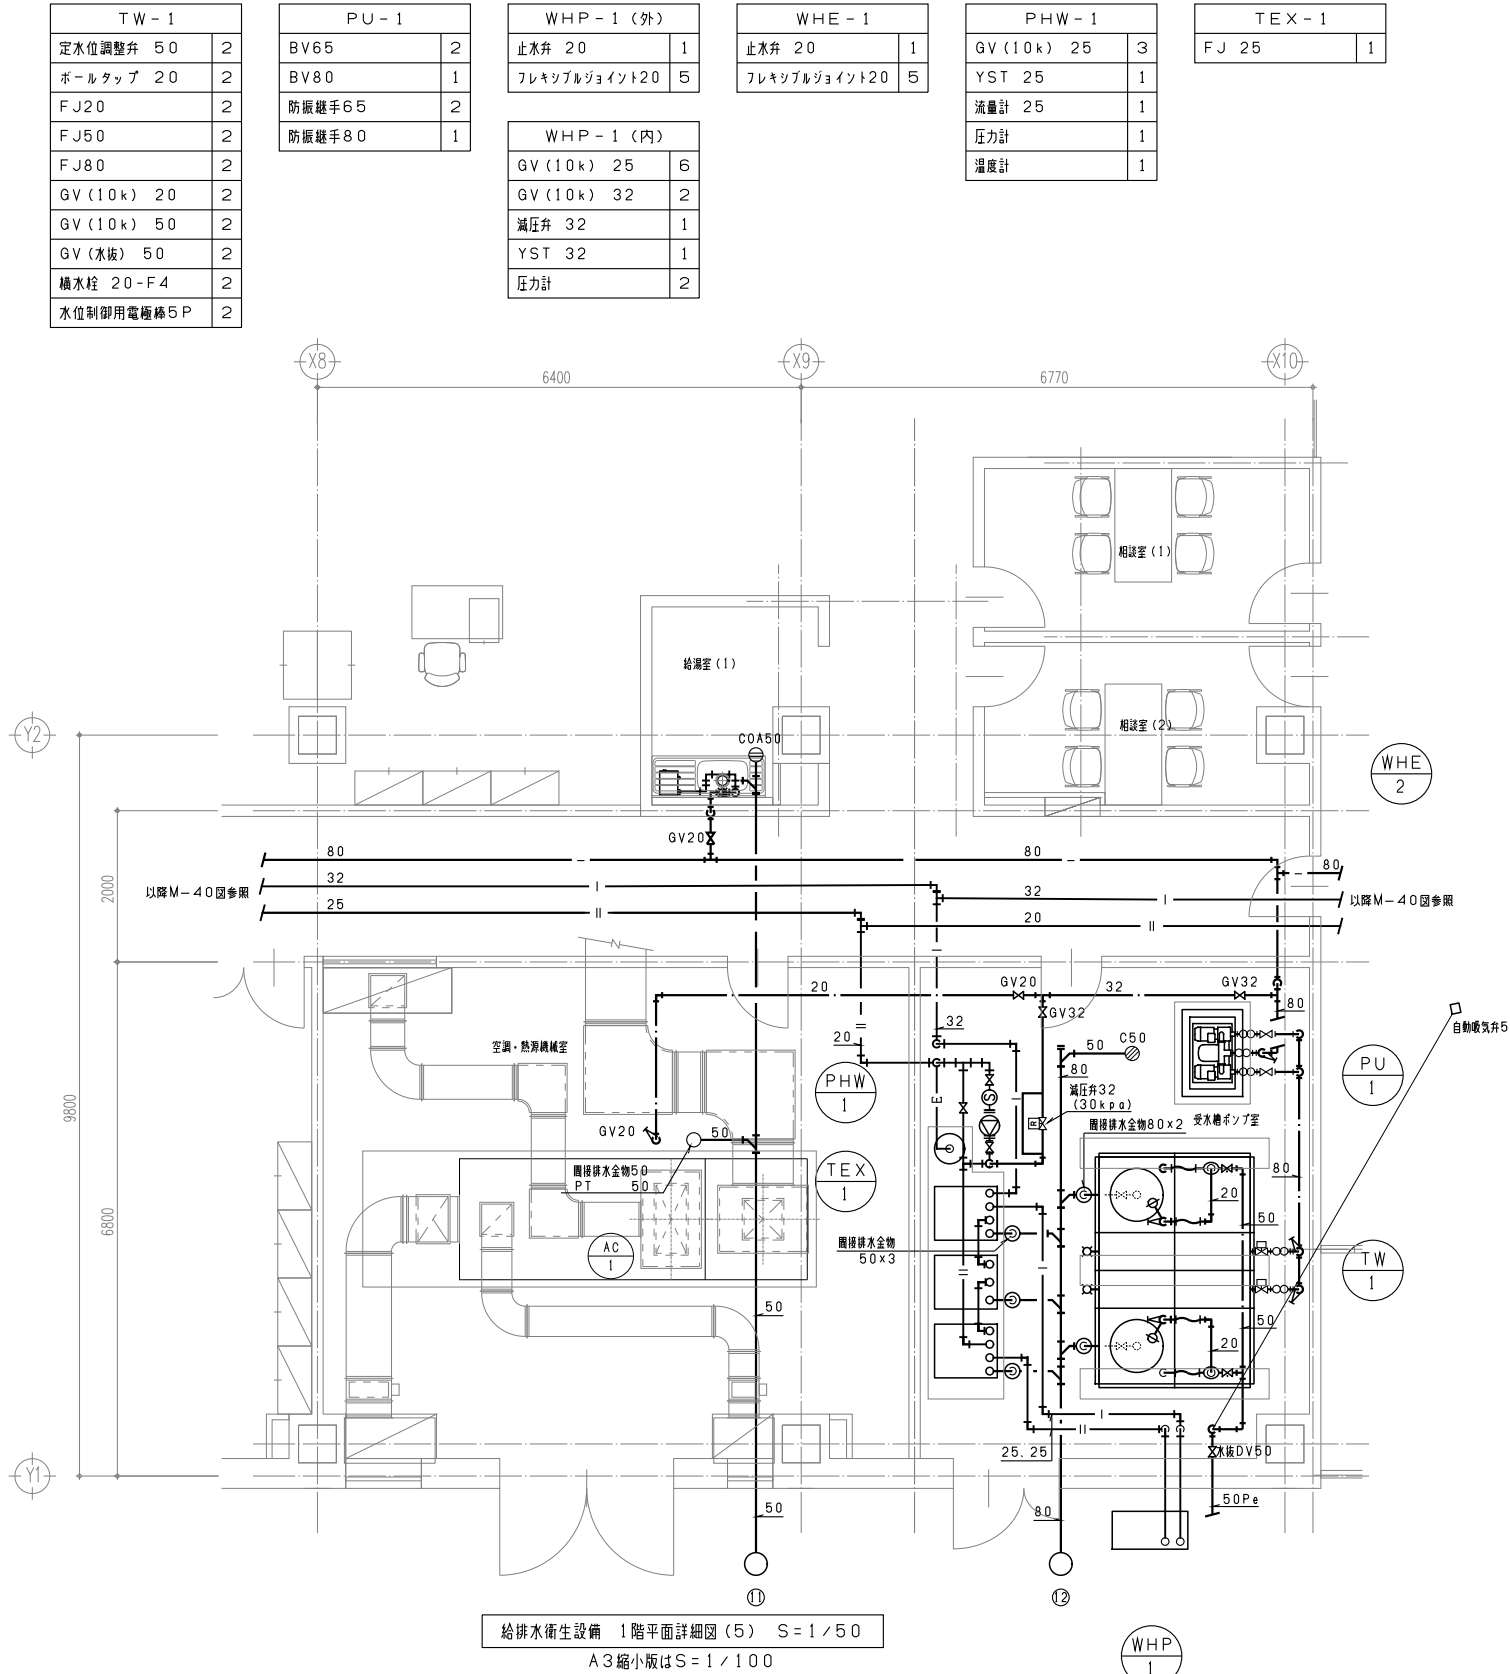 TW-1
定水位調整弁 50 2
ボールタップ 20 2
FJ20 2
FJ50 2
FJ80 2
GV(10k) 20 2
GV(10k) 50 2
GV(水抜) 50 2
横水栓 20-F4 2
水位制御用電極棒5P 2
PU-1
BV65 2
BV80 1
防振継手65 2
防振継手80 1
WHP-1(外)
止水弁 20 1
フレキシブルジョイント20 5
WHP-1(内)
GV(10k) 25 6
GV(10k) 32 2
減圧弁 32 1
YST 32 1
圧力計 2
WHE-1
止水弁 20 1
フレキシブルジョイント20 5
PHW-1
GV(10k) 25 3
YST 25 1
流量計 25 1
圧力計 1
温度計 1
TEX-1
FJ 25 1
X8
X9
X10
6400
6770
相談室(1)
給湯室(1)
相談室(2)
Y2
COA50
WHE
2
GV20
80
80
80
32
32
以降M-40図参照
以降M-40図参照
25
20
2000
20
GV20
32
GV32
80
GV32
32
20
自動吸気弁5
空調・熱源機械室
50
C50
80
PHW
1
PU
1
減圧弁32
(30kpa)
E
S
R
間接排水金物80x2
受水槽ポンプ室
9800
GV20
50
間接排水金物50
PT 50
TEX
1
80
20
50
6800
間接排水金物
50x3
AC
1
TW
1
50
50
20
25、25
水抜DV50
Y1
50
80
50Pe
11
12
給排水衛生設備 1階平面詳細図(5) S=1/50
A3縮小版はS=1/100
WHP
1